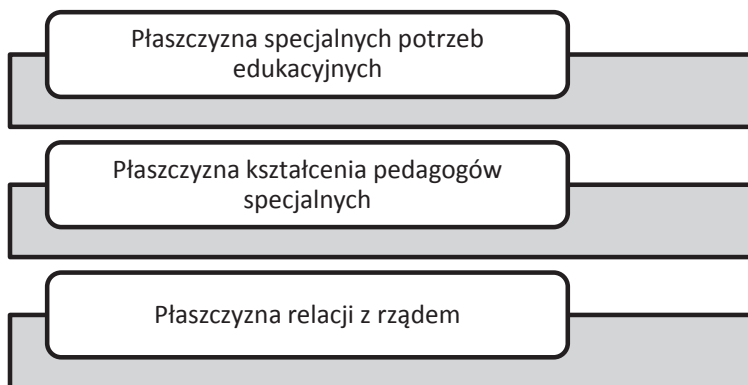 Płaszczyzna specjalnych potrzeb
edukacyjnych
Płaszczyzna kształcenia pedagogów
specjalnych
Płaszczyzna relacji z rządem